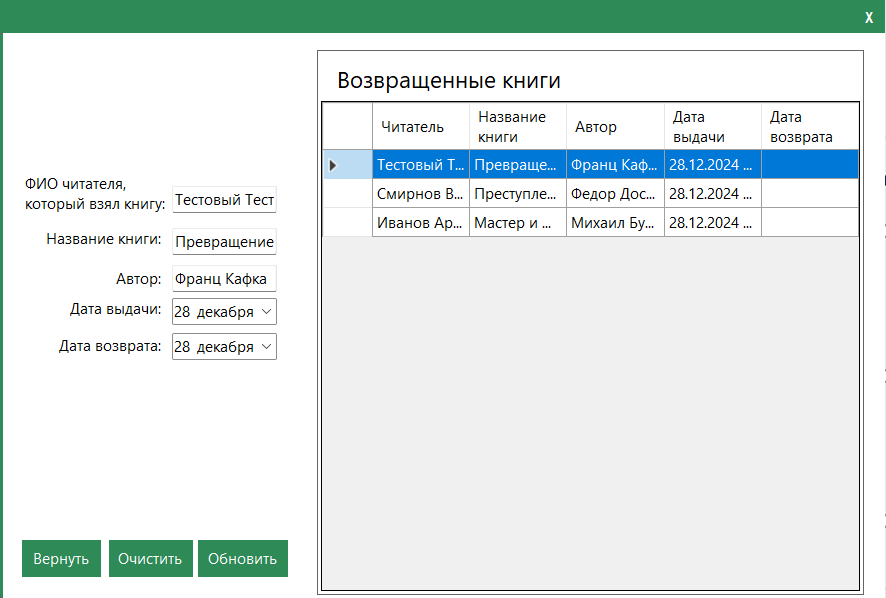 X
ФИО читателя,
который взял книгу:
Тестовый Тест
Название книги:
Превращение
Автор:
Франц Кафка
Дата выдачи:
28 декабря
Дата возврата:
28 декабря
Вернуть
Очистить
Обновить
Возвращенные книги
Читатель
Название
книги
Автор
Дата
выдачи
Дата
возврата
Тестовый Т... Превраще... Франц Каф... 28.12.2024 ...
Смирнов В... Преступле... Федор Дос... 28.12.2024 ...
Иванов Ар... Мастер и ... Михаил Бу... 28.12.2024 ...